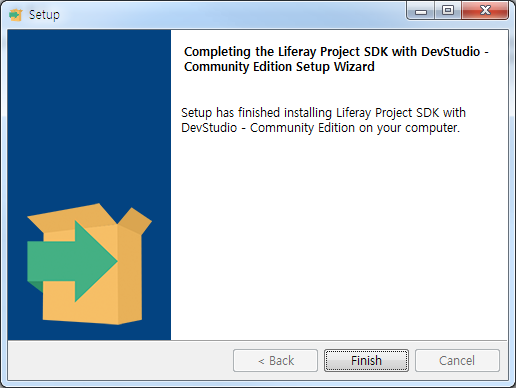 Setup
Completing the Liferay Project SDK with DevStudio -
Community Edition Setup Wizard
Setup has finished installing Liferay Project SDK with
DevStudio - Community Edition on your computer.
< Back
Finish
Cancel